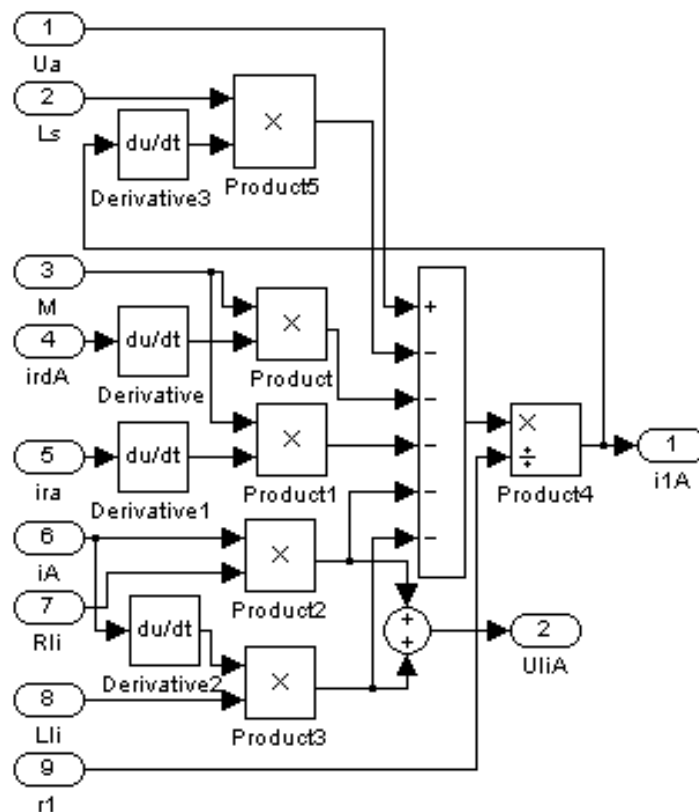 1
Ua
2
Ls
du/dt
Derivative3
×
Product5
3
M
4
irdA
du/dt
Derivative
×
Product
5
ira
du/dt
Derivative1
×
Product1
6
iA
7
Rli
×
Product2
du/dt
Derivative2
8
Lli
×
Product3
9
r1
+
−
−
−
−
−
×
÷
Product4
1
i1A
+
+
2
UliA